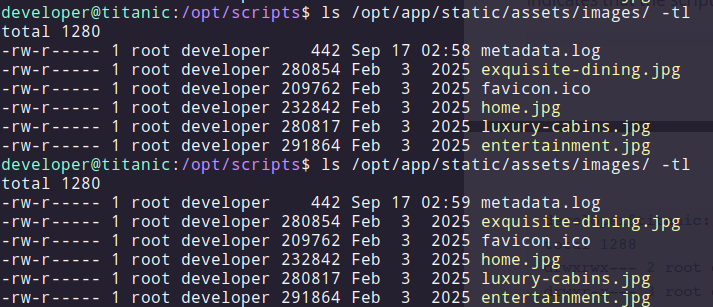 indicates
script
developer@titanic:/opt/scripts$ ls /opt/app/static/assets/images/ -tl
total 1280
-rw-r----- 1 root developer    442 Sep 17 02:58 metadata.log
-rw-r----- 1 root developer 280854 Feb  3  2025 exquisite-dining.jpg
-rw-r----- 1 root developer 209762 Feb  3  2025 favicon.ico
-rw-r----- 1 root developer 232842 Feb  3  2025 home.jpg
-rw-r----- 1 root developer 280817 Feb  3  2025 luxury-cabins.jpg
-rw-r----- 1 root developer 291864 Feb  3  2025 entertainment.jpg
developer@titanic:/opt/scripts$ ls /opt/app/static/assets/images/ -tl
total 1280
-rw-r----- 1 root developer    442 Sep 17 02:59 metadata.log
-rw-r----- 1 root developer 280854 Feb  3  2025 exquisite-dining.jpg
-rw-r----- 1 root developer 209762 Feb  3  2025 favicon.ico
-rw-r----- 1 root developer 232842 Feb  3  2025 home.jpg
-rw-r----- 1 root developer 280817 Feb  3  2025 luxury-cabins.jpg
-rw-r----- 1 root developer 291864 Feb  3  2025 entertainment.jpg